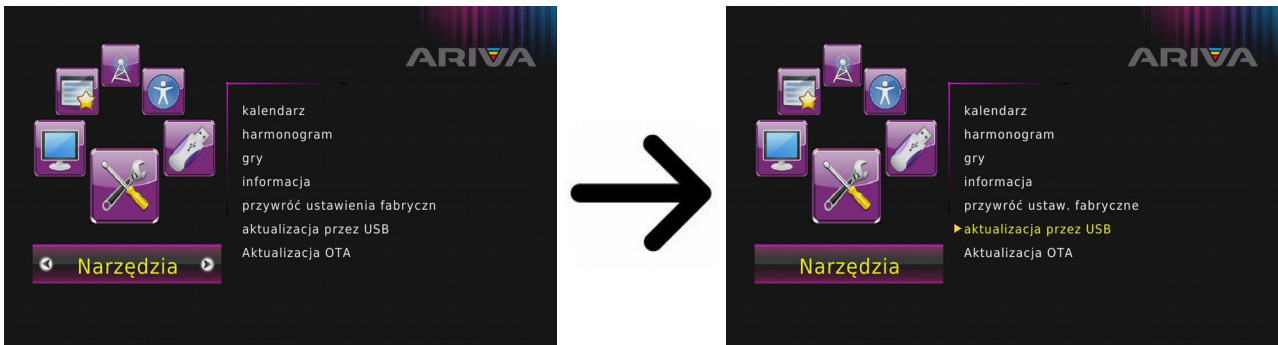 ARIVA
kalendarz
harmonogram
gry
informacja
przywróć ustawienia fabryczn
aktualizacja przez USB
Aktualizacja OTA
Narzędzia
ARIVA
kalendarz
harmonogram
gry
informacja
przywróć ustaw. fabryczne
aktualizacja przez USB
Aktualizacja OTA
Narzędzia